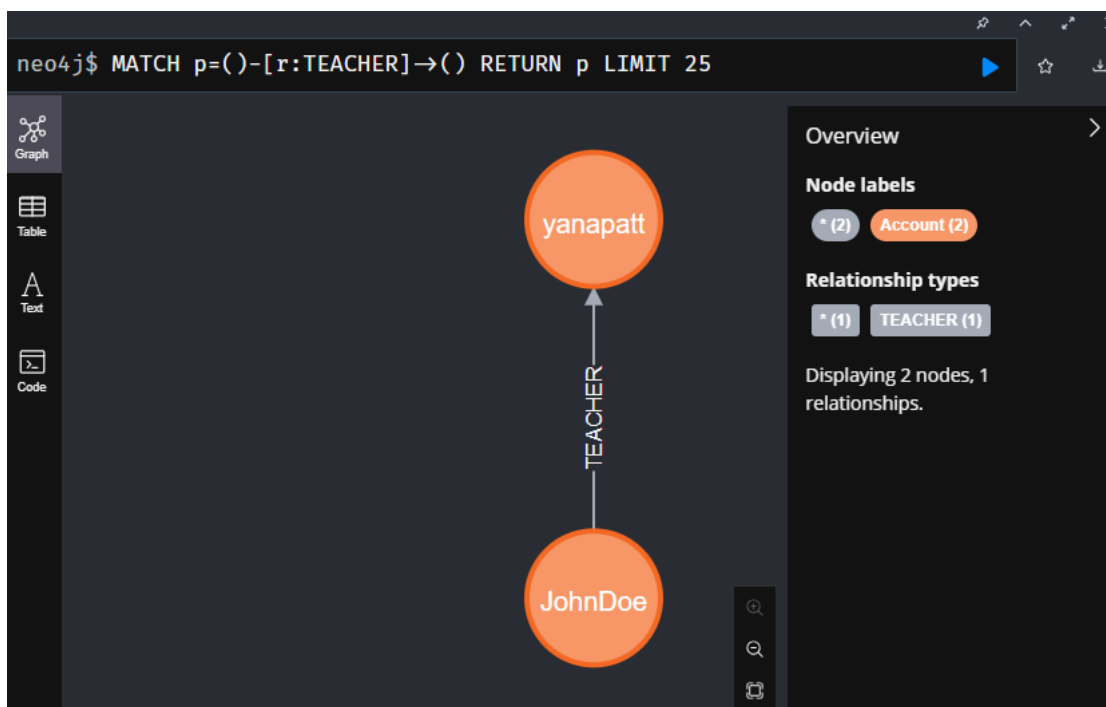 neo4j$ MATCH p=()-[r:TEACHER]→() RETURN p LIMIT 25
Graph
Table
Text
Code
yanapatt
TEACHER
JohnDoe
Overview
Node labels
* (2) Account (2)
Relationship types
* (1) TEACHER (1)
Displaying 2 nodes, 1
relationships.